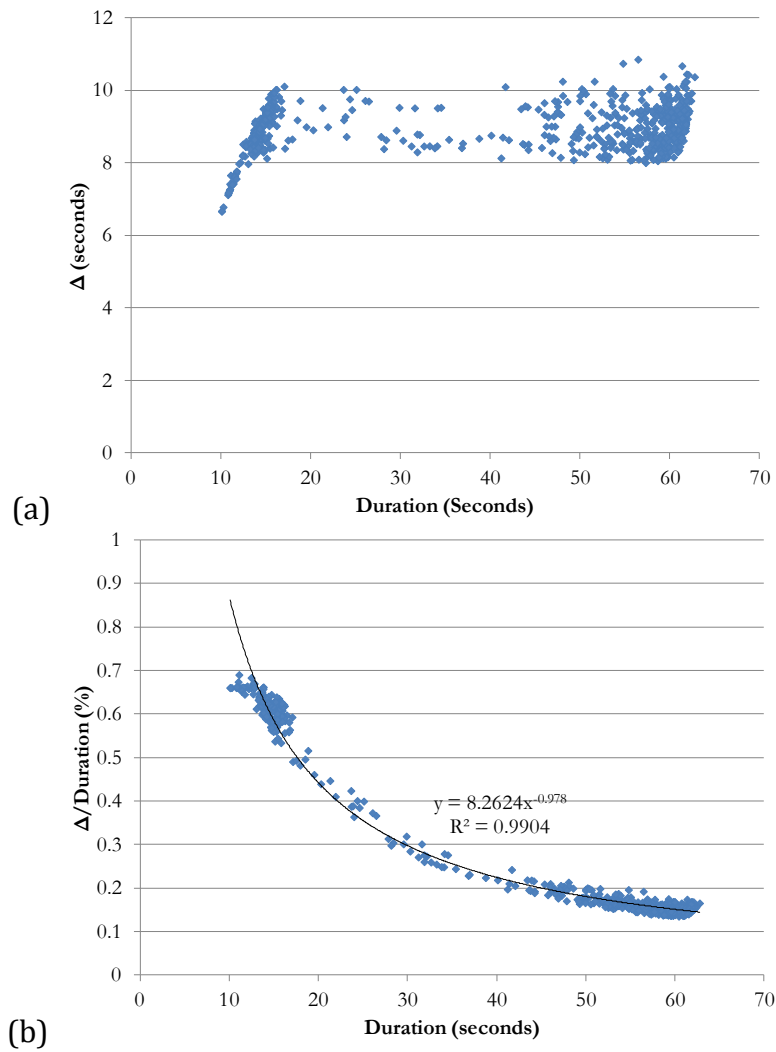 12
10
8
6
4
2
0
Δ (seconds)
0 10 20 30 40 50 60 70
Duration (Seconds)
(a)
1
0.9
0.8
0.7
0.6
0.5
0.4
0.3
0.2
0.1
0
Δ/Duration (%)
y = 8.2624x^-0.978
R² = 0.9904
0 10 20 30 40 50 60 70
Duration (seconds)
(b)